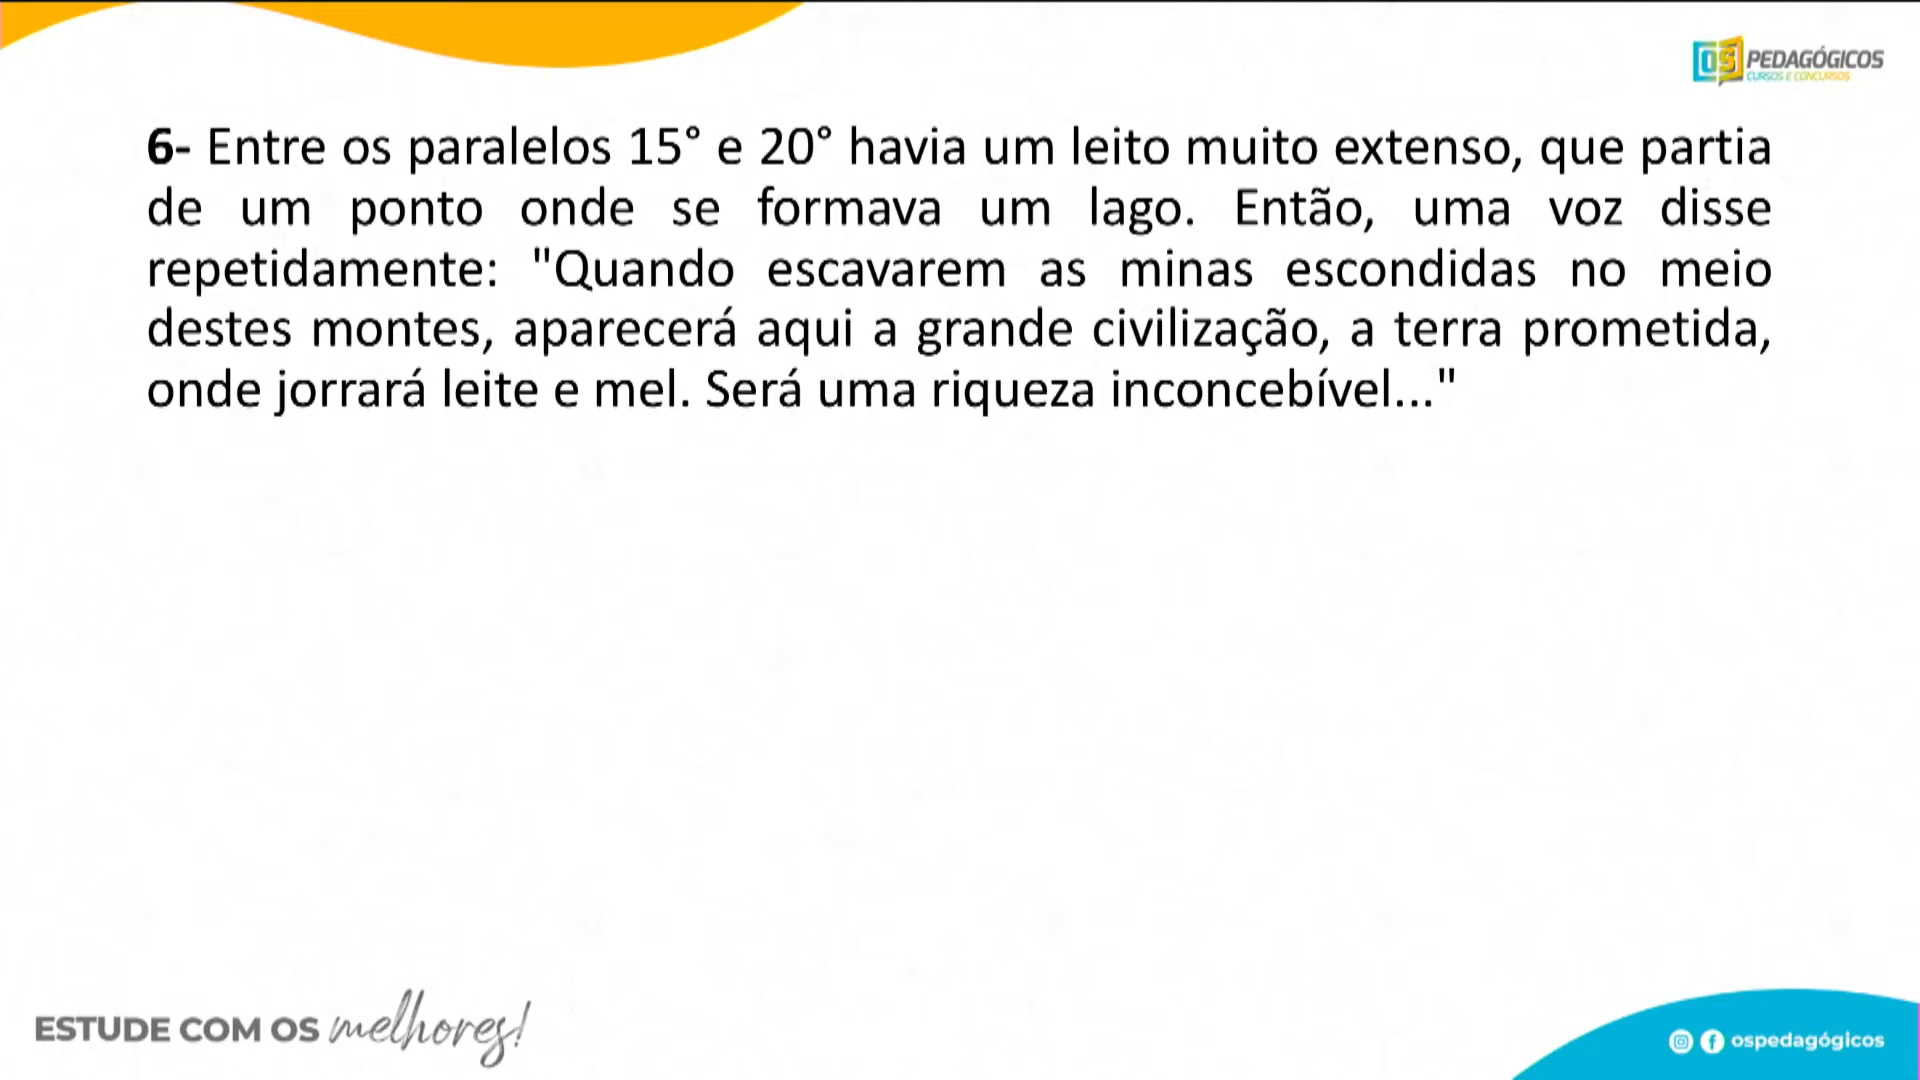 OS PEDAGÓGICOS
CURSOS E CONCURSOS
6- Entre os paralelos 15° e 20° havia um leito muito extenso, que partia
de um ponto onde se formava um lago. Então, uma voz disse
repetidamente: "Quando escavarem as minas escondidas no meio
destes montes, aparecerá aqui a grande civilização, a terra prometida,
onde jorrará leite e mel. Será uma riqueza inconcebível..."
ESTUDE COM OS melhores!
ospedagógicos